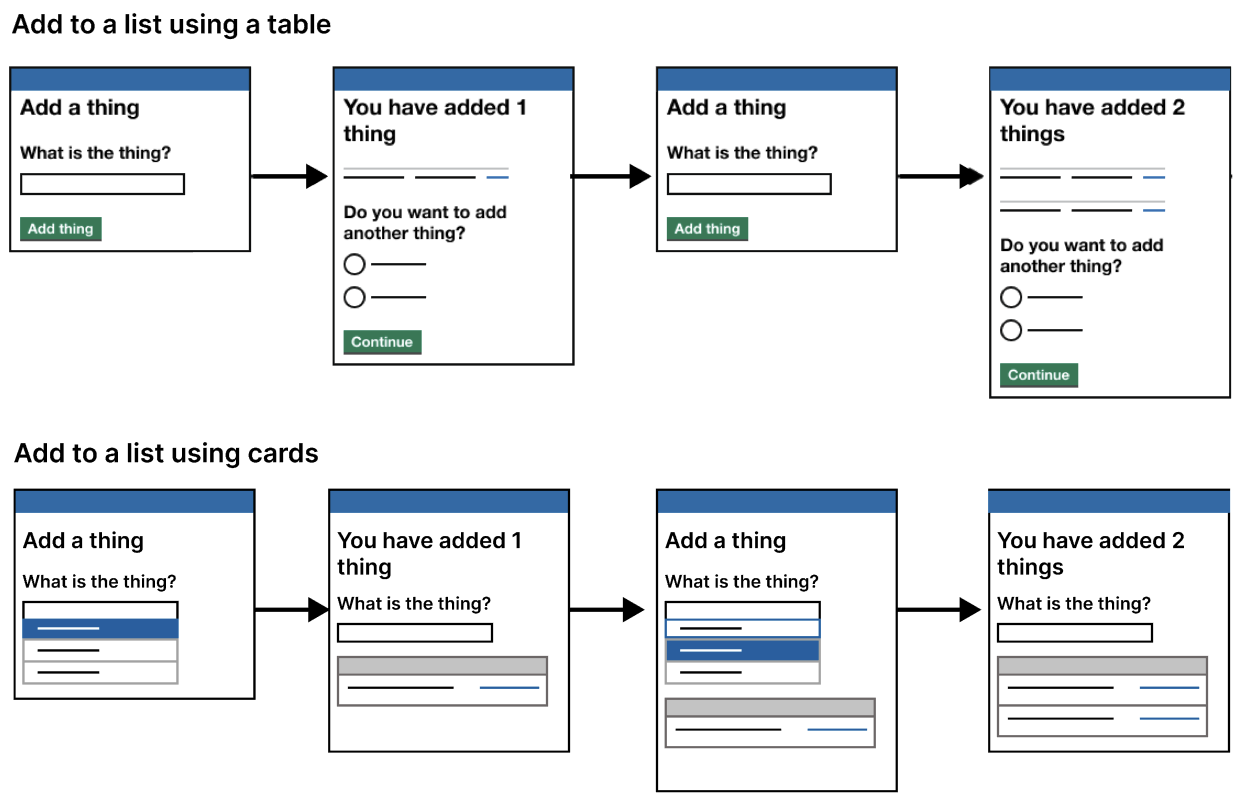 Add to a list using a table
Add a thing
What is the thing?
Add thing
You have added 1
thing
Do you want to add
another thing?
Continue
Add a thing
What is the thing?
Add thing
You have added 2
things
Do you want to add
another thing?
Continue
Add to a list using cards
Add a thing
What is the thing?
You have added 1
thing
What is the thing?
Add a thing
What is the thing?
You have added 2
things
What is the thing?